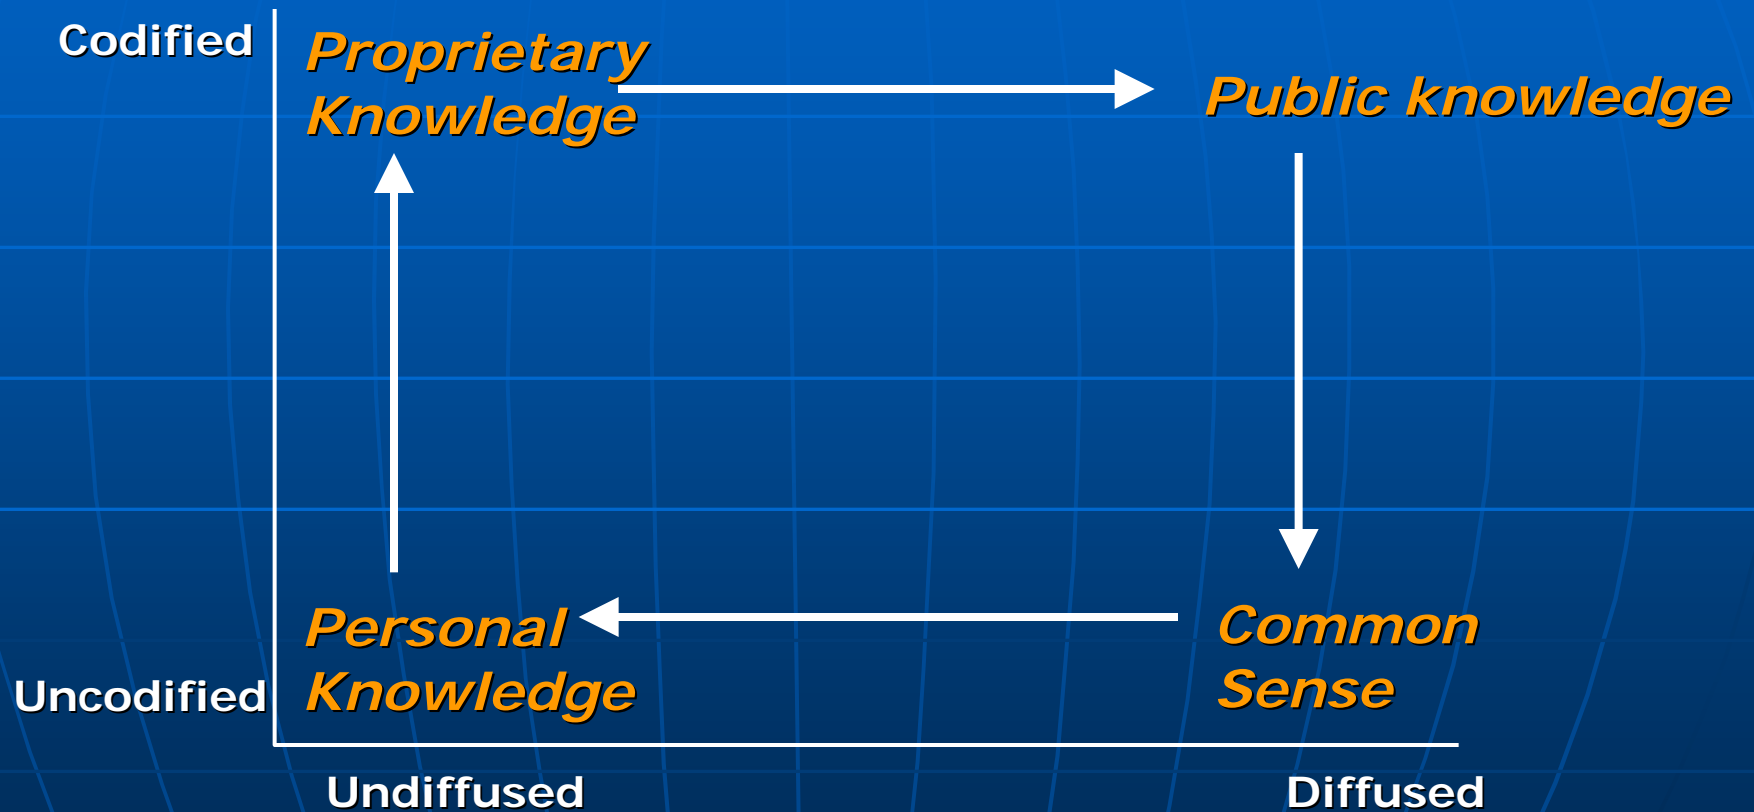 Codified
Proprietary
Knowledge
Public knowledge
Personal
Knowledge
Common
Sense
Uncodified
Undiffused
Diffused